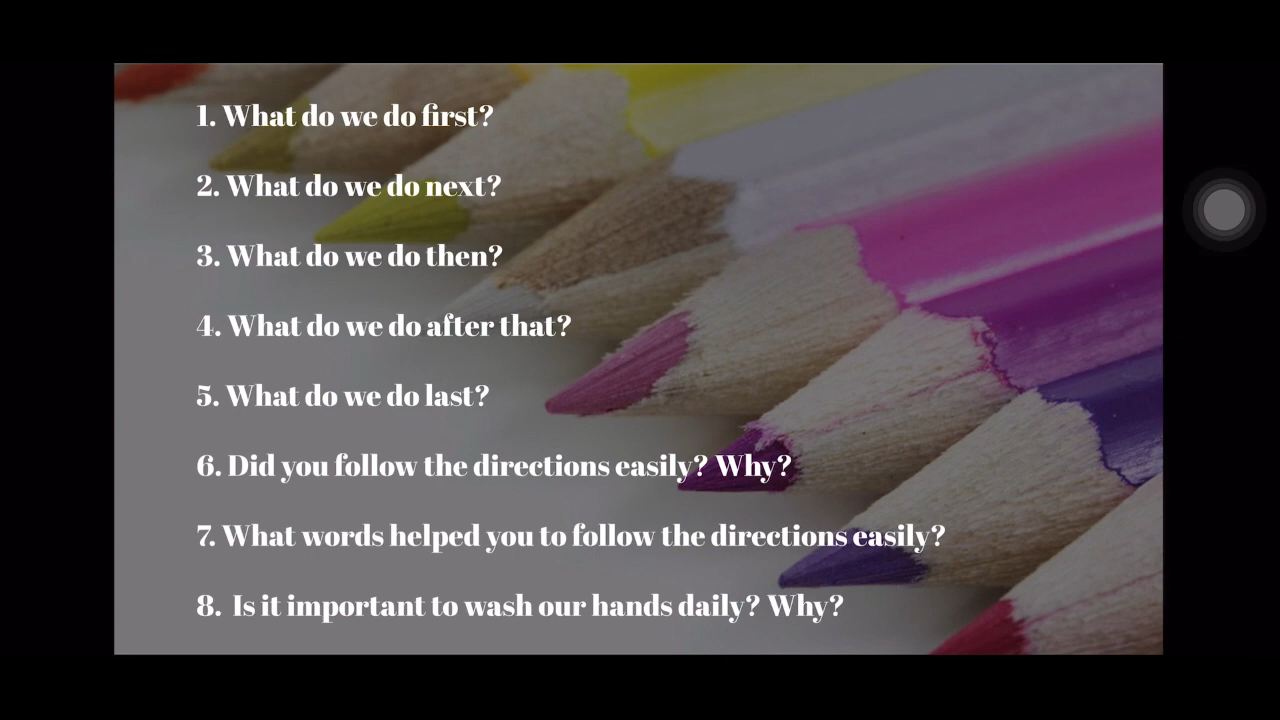 1. What do we do first?
2. What do we do next?
3. What do we do then?
4. What do we do after that?
5. What do we do last?
6. Did you follow the directions easily? Why?
7. What words helped you to follow the directions easily?
8. Is it important to wash our hands daily? Why?